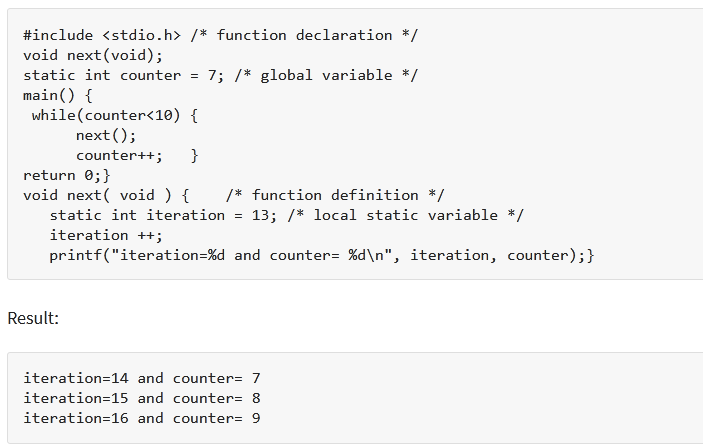 #include <stdio.h> /* function declaration */
void next(void);
static int counter = 7; /* global variable */
main() {
 while(counter<10) {
      next();
      counter++;   }
return 0;}
void next( void ) {    /* function definition */
   static int iteration = 13; /* local static variable */
   iteration ++;
   printf("iteration=%d and counter= %d\n", iteration, counter);}
Result:
iteration=14 and counter= 7
iteration=15 and counter= 8
iteration=16 and counter= 9